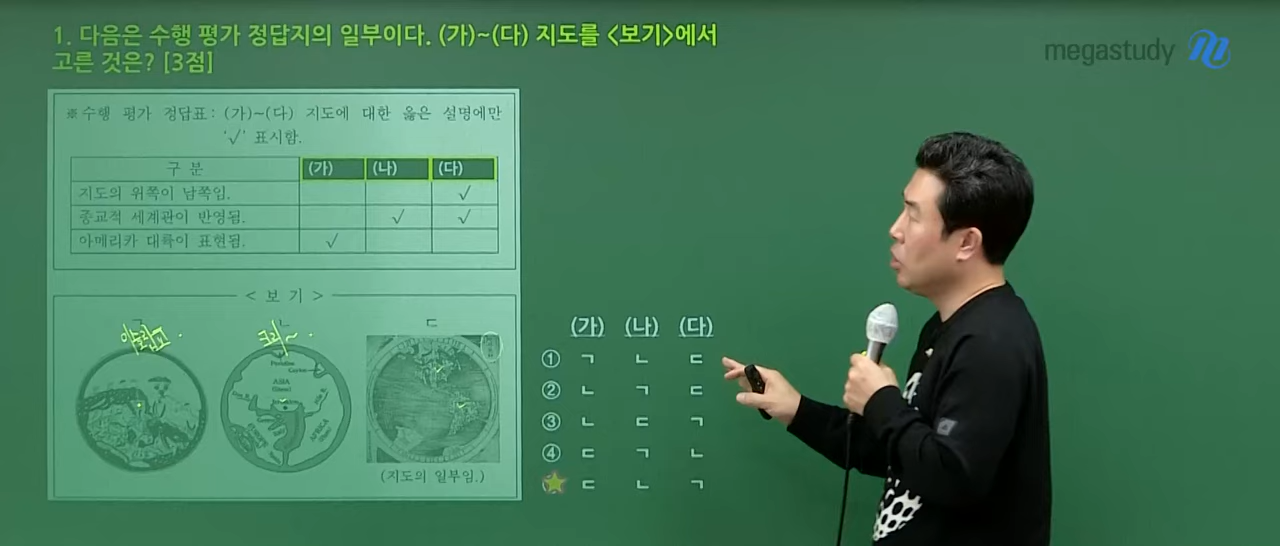 1. 다음은 수행 평가 정답지의 일부이다. (가)~(다) 지도를 <보기>에서
고른 것은? [3점]
megastudy
※수행 평가 정답표: (가)~(다) 지도에 대한 옳은 설명에만
'✓' 표시함.
구 분 (가) (나) (다)
지도의 위쪽이 남쪽임. ✓
종교적 세계관이 반영됨. ✓ ✓
아메리카 대륙이 표현됨. ✓
< 보 기 >
ㄱ ㄴ ㄷ
이슬람교 크리~
Paradise
ASIA
AFRICA
(지도의 일부임.)
(가) (나) (다)
① ㄱ ㄴ ㄷ
② ㄴ ㄱ ㄷ
③ ㄴ ㄷ ㄱ
④ ㄷ ㄱ ㄴ
ㄷ ㄴ ㄱ